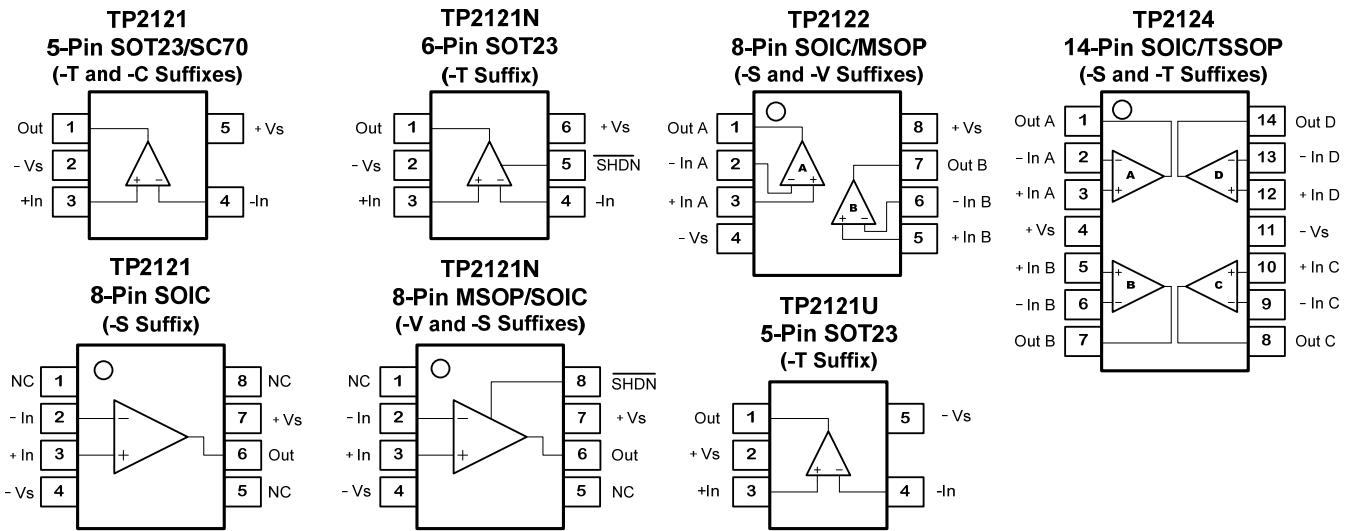 TP2121
5-Pin SOT23/SC70
(-T and -C Suffixes)
Out 1
5 + Vs
- Vs 2
+In 3
4 -In
+ -
TP2121N
6-Pin SOT23
(-T Suffix)
Out 1
6 + Vs
- Vs 2
5 SHDN
+In 3
4 -In
+ -
TP2122
8-Pin SOIC/MSOP
(-S and -V Suffixes)
Out A 1
8 + Vs
- In A 2
7 Out B
+ In A 3
6 - In B
- Vs 4
5 + In B
A
- +
B
+ -
TP2124
14-Pin SOIC/TSSOP
(-S and -T Suffixes)
Out A 1
14 Out D
- In A 2
13 - In D
+ In A 3
12 + In D
+ Vs 4
11 - Vs
+ In B 5
10 + In C
- In B 6
9 - In C
Out B 7
8 Out C
- A +
- D +
+ B -
+ C -
TP2121
8-Pin SOIC
(-S Suffix)
NC 1
8 NC
- In 2
7 + Vs
+ In 3
6 Out
- Vs 4
5 NC
-
+
TP2121N
8-Pin MSOP/SOIC
(-V and -S Suffixes)
NC 1
8 SHDN
- In 2
7 + Vs
+ In 3
6 Out
- Vs 4
5 NC
-
+
TP2121U
5-Pin SOT23
(-T Suffix)
Out 1
5 - Vs
+ Vs 2
+In 3
4 -In
+ -